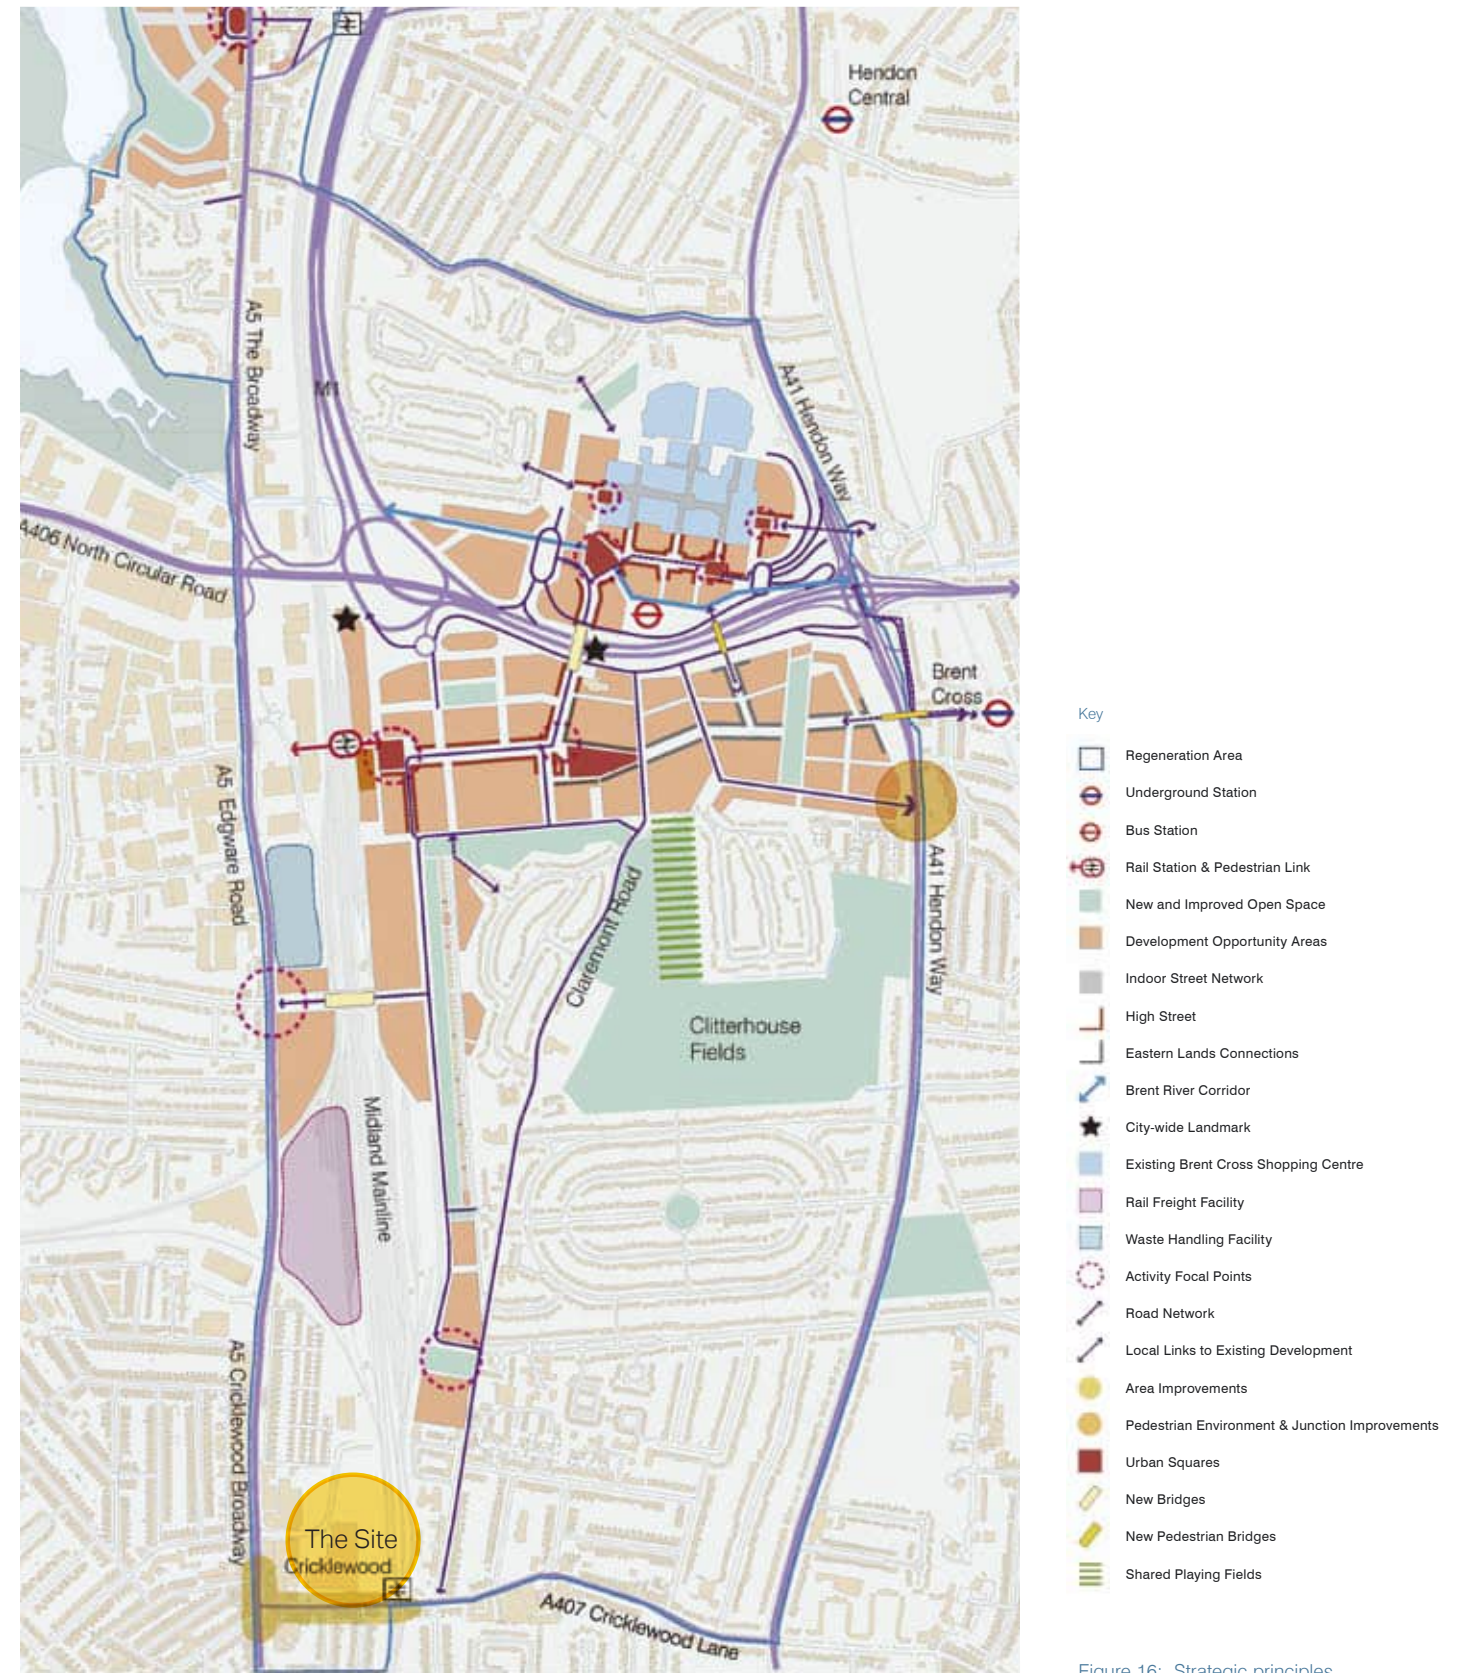 Hendon
Central
A5 The Broadway
M1
A41 Hendon Way
A406 North Circular Road
Brent
Cross
A5 Edgware Road
A41 Hendon Way
Claremont Road
Clitterhouse
Fields
Midland Mainline
A5 Cricklewood Broadway
The Site
Cricklewood
A407 Cricklewood Lane
Key
Regeneration Area
Underground Station
Bus Station
Rail Station & Pedestrian Link
New and Improved Open Space
Development Opportunity Areas
Indoor Street Network
High Street
Eastern Lands Connections
Brent River Corridor
City-wide Landmark
Existing Brent Cross Shopping Centre
Rail Freight Facility
Waste Handling Facility
Activity Focal Points
Road Network
Local Links to Existing Development
Area Improvements
Pedestrian Environment & Junction Improvements
Urban Squares
New Bridges
New Pedestrian Bridges
Shared Playing Fields
Figure 16: Strategic principles